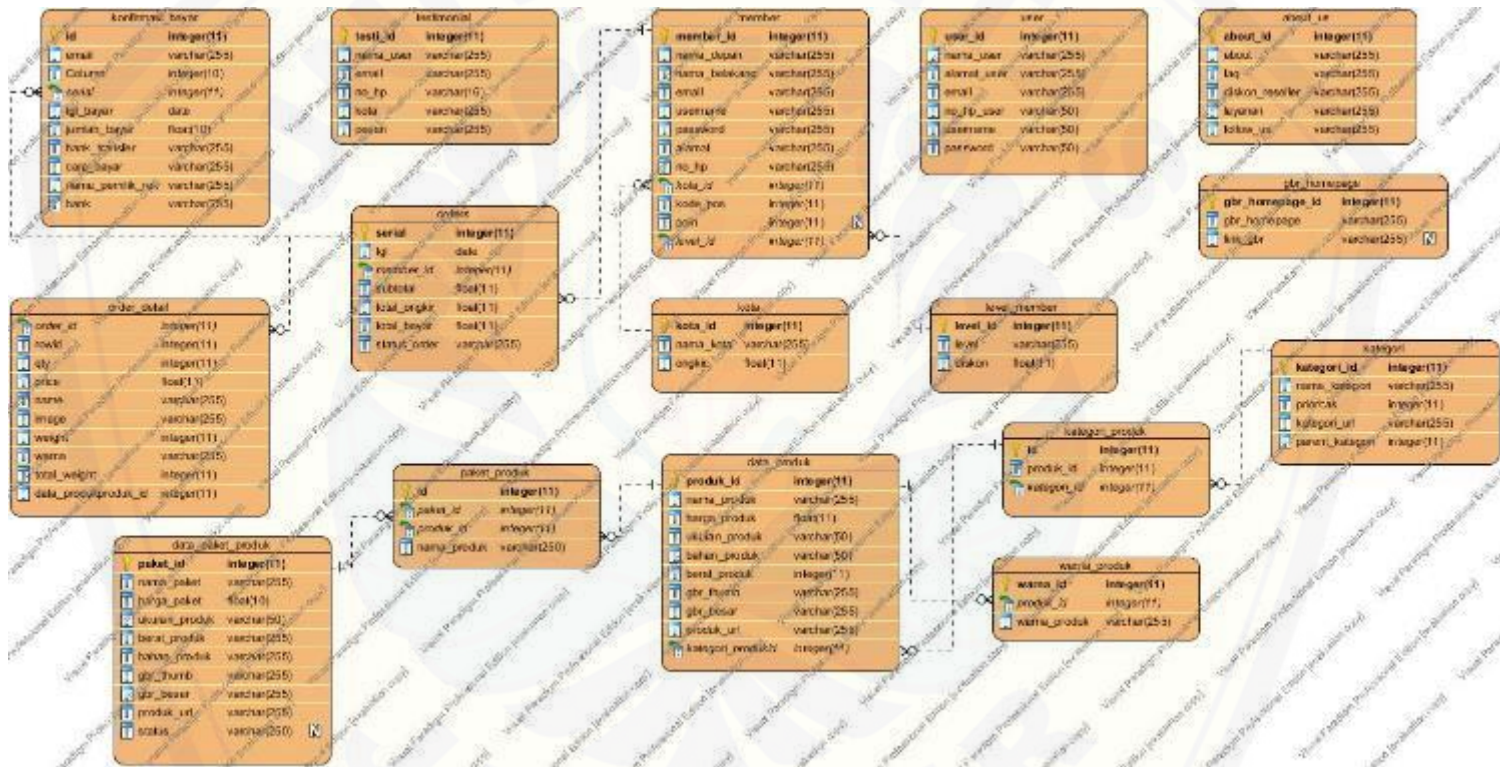 konfirmasi_bayar
id integer(11)
email varchar(255)
Column integer(10)
serial integer(11)
tgl_bayar date
jumlah_bayar float(10)
bank_transfer varchar(255)
cara_bayar varchar(255)
nama_pemilik_rek varchar(255)
bank varchar(255)
testimonial
testi_id integer(11)
nama_user varchar(255)
email varchar(255)
no_hp varchar(15)
kota varchar(255)
pesan varchar(255)
member
member_id integer(11)
nama_depan varchar(255)
nama_belakang varchar(255)
email varchar(255)
username varchar(255)
password varchar(255)
alamat varchar(255)
no_hp varchar(255)
kota_id integer(11)
kode_pos integer(11)
poin integer(11) N
level_id integer(11)
user
user_id integer(11)
nama_user varchar(255)
alamat_user varchar(255)
email varchar(255)
no_hp_user varchar(50)
username varchar(50)
password varchar(50)
about_us
about_id integer(11)
about varchar(255)
faq varchar(255)
diskon_reseller varchar(255)
layanan varchar(255)
follow_us varchar(255)
gbr_homepage
gbr_homepage_id integer(11)
gbr_homepage varchar(255)
link_gbr varchar(255) N
orders
serial integer(11)
tgl date
member_id integer(11)
subtotal float(11)
total_ongkir float(11)
total_bayar float(11)
status_order varchar(255)
order_detail
order_id integer(11)
rowid integer(11)
qty integer(11)
price float(11)
name varchar(255)
image varchar(255)
weight integer(11)
warna varchar(255)
total_weight integer(11)
data_produkproduk_id integer(11)
kota
kota_id integer(11)
nama_kota varchar(255)
ongkir float(11)
level_member
level_id integer(11)
level varchar(255)
diskon float(11)
kategori
kategori_id integer(11)
nama_kategori varchar(255)
prioritas integer(11)
kategori_url varchar(255)
parent_kategori integer(11)
kategori_produk
id integer(11)
produk_id integer(11)
kategori_id integer(11)
paket_produk
id integer(11)
paket_id integer(11)
produk_id integer(11)
nama_produk varchar(250)
data_produk
produk_id integer(11)
nama_produk varchar(255)
harga_produk float(11)
ukuran_produk varchar(50)
bahan_produk varchar(50)
berat_produk integer(11)
gbr_thumb varchar(255)
gbr_besar varchar(255)
produk_url varchar(255)
kategori_produkid integer(11)
warna_produk
warna_id integer(11)
produk_id integer(11)
warna_produk varchar(255)
data_paket_produk
paket_id integer(11)
nama_paket varchar(255)
harga_paket float(10)
ukuran_produk varchar(50)
berat_produk varchar(255)
bahan_produk varchar(255)
gbr_thumb varchar(255)
gbr_besar varchar(255)
produk_url varchar(255)
status varchar(250) N
Visual Paradigm Professional Edition [evaluation copy]